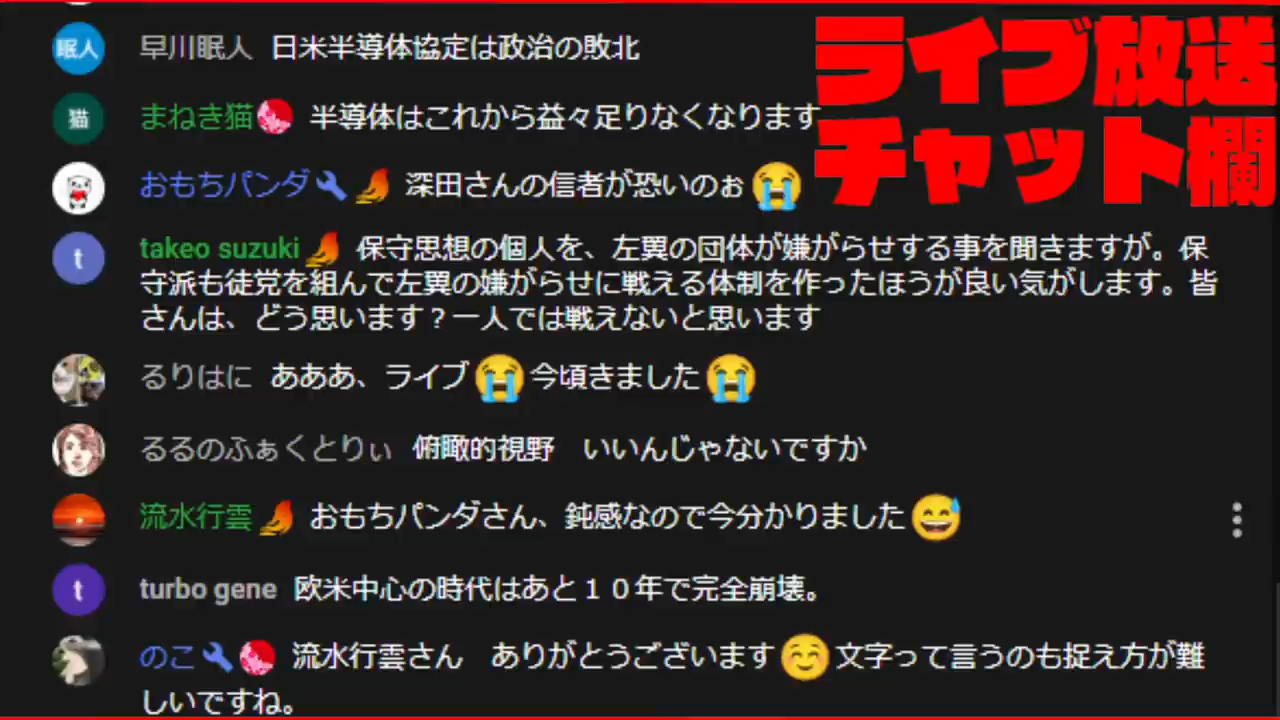 ライブ放送
チャット欄
眠人 早川眠人 日米半導体協定は政治の敗北
猫 まねき猫 半導体はこれから益々足りなくなります
おもちパンダ🔧 深田さんの信者が恐いのぉ😭
t takeo suzuki 保守思想の個人を、左翼の団体が嫌がらせする事を聞きますが。保
守派も徒党を組んで左翼の嫌がらせに戦える体制を作ったほうが良い気がします。皆
さんは、どう思います？一人では戦えないと思います
るりはに あああ、ライブ😭今頃きました😭
るるのふぁくとりぃ 俯瞰的視野　いいんじゃないですか
流水行雲 おもちパンダさん、鈍感なので今分かりました😅
t turbo gene 欧米中心の時代はあと１０年で完全崩壊。
のこ🔧 流水行雲さん　ありがとうございます☺️文字って言うのも捉え方が難
しいですね。